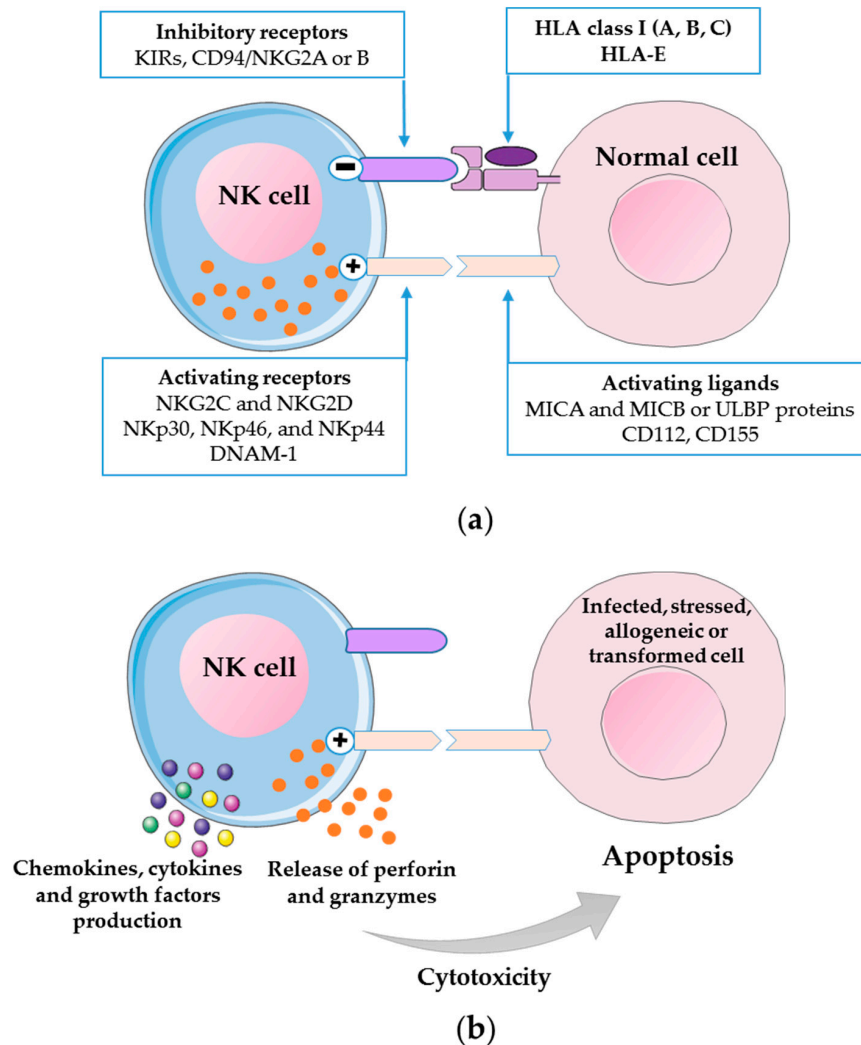 Inhibitory receptors
KIRs, CD94/NKG2A or B
HLA class I (A, B, C)
HLA-E
NK cell
Normal cell
Activating receptors
NKG2C and NKG2D
NKp30, NKp46, and NKp44
DNAM-1
Activating ligands
MICA and MICB or ULBP proteins
CD112, CD155
(a)
NK cell
Infected, stressed,
allogeneic or
transformed cell
Chemokines, cytokines
and growth factors
production
Release of perforin
and granzymes
Apoptosis
Cytotoxicity
(b)